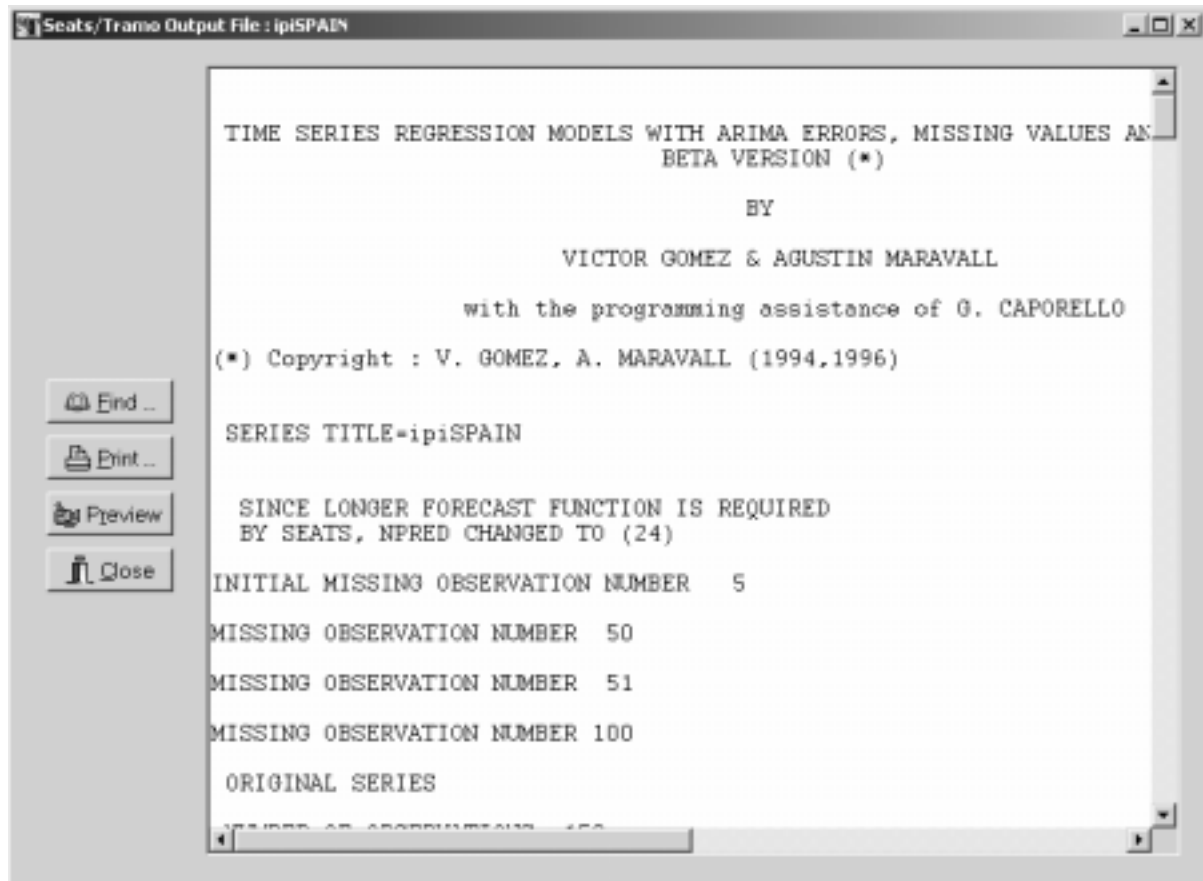 Seats/Tramo Output File : ipiSPAIN
TIME SERIES REGRESSION MODELS WITH ARIMA ERRORS, MISSING VALUES AN
BETA VERSION (*)
BY
VICTOR GOMEZ & AGUSTIN MARAVALL
with the programming assistance of G. CAPORELLO
(*) Copyright : V. GOMEZ, A. MARAVALL (1994,1996)
SERIES TITLE=ipiSPAIN
SINCE LONGER FORECAST FUNCTION IS REQUIRED
BY SEATS, NPRED CHANGED TO (24)
INITIAL MISSING OBSERVATION NUMBER 5
MISSING OBSERVATION NUMBER 50
MISSING OBSERVATION NUMBER 51
MISSING OBSERVATION NUMBER 100
ORIGINAL SERIES
NUMBER OF OBSERVATIONS
Find ...
Print ...
Preview
Close